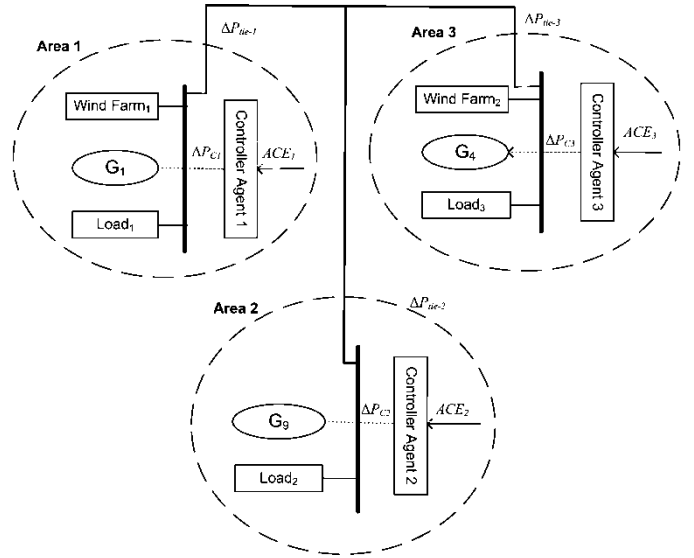 ΔP_tie-1
ΔP_tie-3
Area 1
Area 3
Wind Farm₁
Controller Agent 1
ΔP_C1
ACE₁
G₁
Load₁
Wind Farm₂
Controller Agent 3
ΔP_C3
ACE₃
G₄
Load₃
Area 2
ΔP_tie-2
Controller Agent 2
ΔP_C2
ACE₂
G₉
Load₂